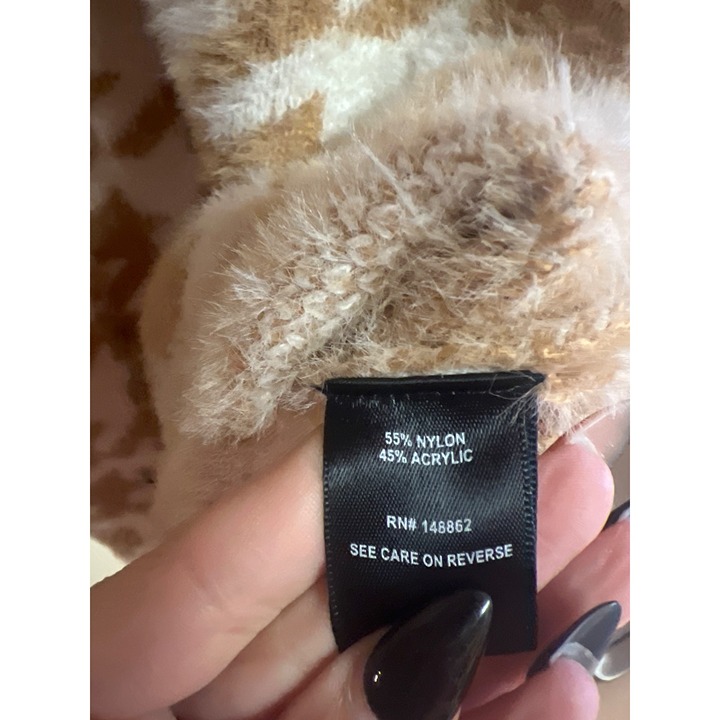 55% NYLON
45% ACRYLIC
RN# 148862
SEE CARE ON REVERSE